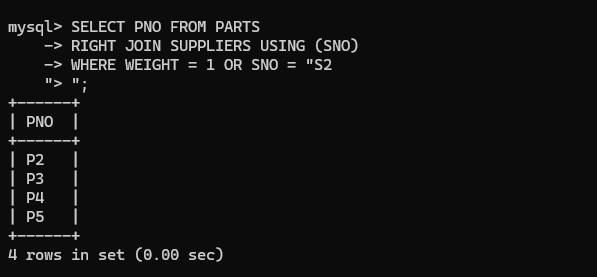 mysql> SELECT PNO FROM PARTS
    -> RIGHT JOIN SUPPLIERS USING (SNO)
    -> WHERE WEIGHT = 1 OR SNO = "S2
    "> ";
+------+
| PNO  |
+------+
| P2   |
| P3   |
| P4   |
| P5   |
+------+
4 rows in set (0.00 sec)